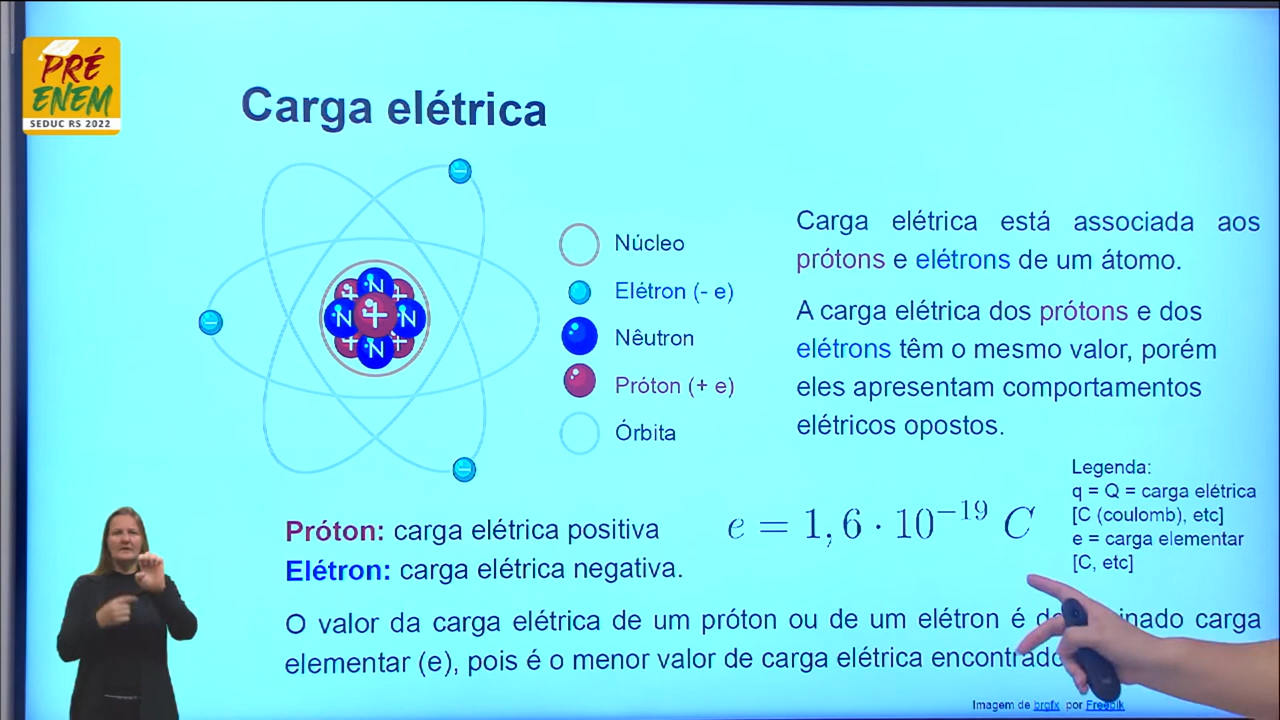 PRÉ
ENEM
SEDUC RS 2022
Carga elétrica
Núcleo
Elétron (- e)
Nêutron
Próton (+ e)
Órbita
N
N
N
N
Carga elétrica está associada aos
prótons e elétrons de um átomo.
A carga elétrica dos prótons e dos
elétrons têm o mesmo valor, porém
eles apresentam comportamentos
elétricos opostos.
Próton: carga elétrica positiva
Elétron: carga elétrica negativa.
e = 1,6 · 10⁻¹⁹ C
Legenda:
q = Q = carga elétrica
[C (coulomb), etc]
e = carga elementar
[C, etc]
O valor da carga elétrica de um próton ou de um elétron é carga
elementar (e), pois é o menor valor de carga elétrica
Imagem de brgfx por Freepik